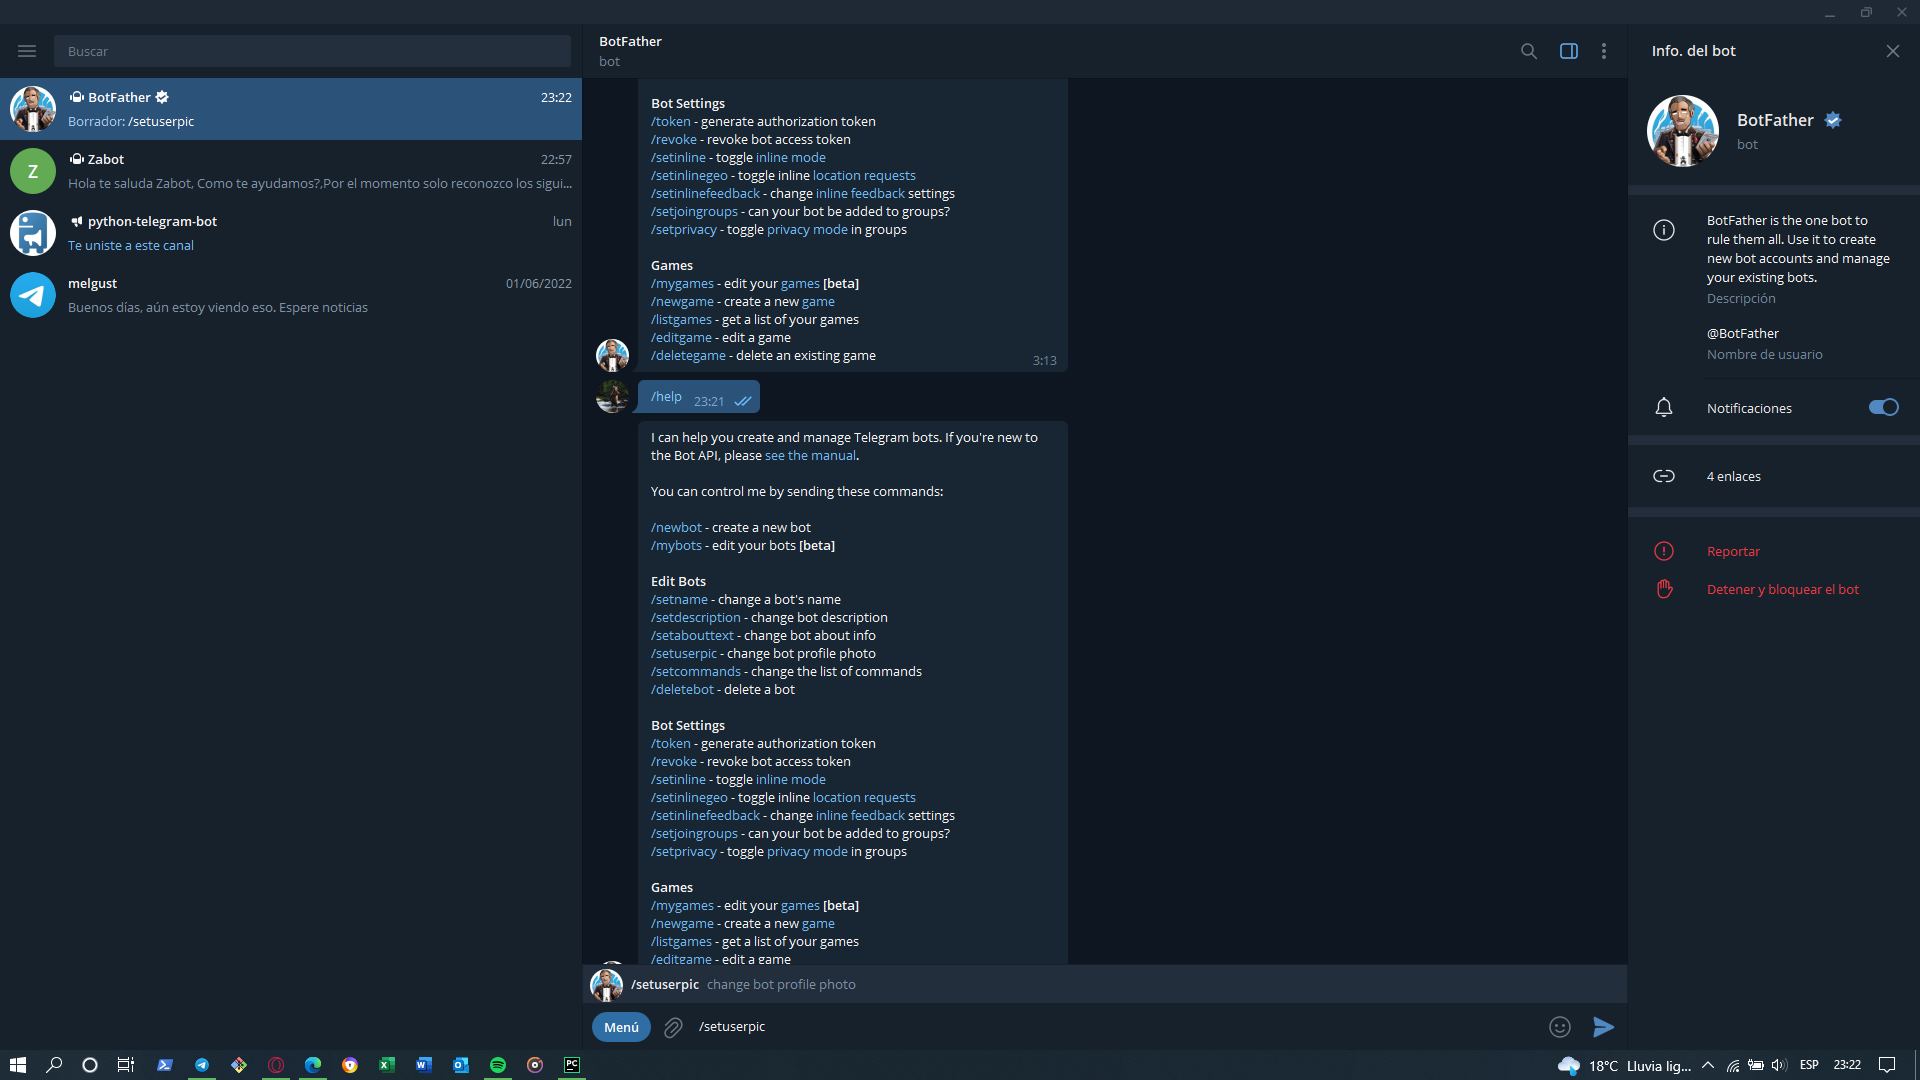 Buscar
BotFather
23:22
Borrador: /setuserpic
Z
Zabot
22:57
Hola te saluda Zabot, Como te ayudamos?,Por el momento solo reconozco los sigui...
python-telegram-bot
lun
Te uniste a este canal
melgust
01/06/2022
Buenos días, aún estoy viendo eso. Espere noticias
BotFather
bot
Bot Settings
/token - generate authorization token
/revoke - revoke bot access token
/setinline - toggle inline mode
/setinlinegeo - toggle inline location requests
/setinlinefeedback - change inline feedback settings
/setjoingroups - can your bot be added to groups?
/setprivacy - toggle privacy mode in groups
Games
/mygames - edit your games [beta]
/newgame - create a new game
/listgames - get a list of your games
/editgame - edit a game
/deletegame - delete an existing game
3:13
/help 23:21
I can help you create and manage Telegram bots. If you're new to
the Bot API, please see the manual.
You can control me by sending these commands:
/newbot - create a new bot
/mybots - edit your bots [beta]
Edit Bots
/setname - change a bot's name
/setdescription - change bot description
/setabouttext - change bot about info
/setuserpic - change bot profile photo
/setcommands - change the list of commands
/deletebot - delete a bot
Bot Settings
/token - generate authorization token
/revoke - revoke bot access token
/setinline - toggle inline mode
/setinlinegeo - toggle inline location requests
/setinlinefeedback - change inline feedback settings
/setjoingroups - can your bot be added to groups?
/setprivacy - toggle privacy mode in groups
Games
/mygames - edit your games [beta]
/newgame - create a new game
/listgames - get a list of your games
/editgame - edit a game
/setuserpic change bot profile photo
Menú
/setuserpic
Info. del bot
BotFather
bot
BotFather is the one bot to
rule them all. Use it to create
new bot accounts and manage
your existing bots.
Descripción
@BotFather
Nombre de usuario
Notificaciones
4 enlaces
Reportar
Detener y bloquear el bot
PC
18°C Lluvia lig...
ESP
23:22